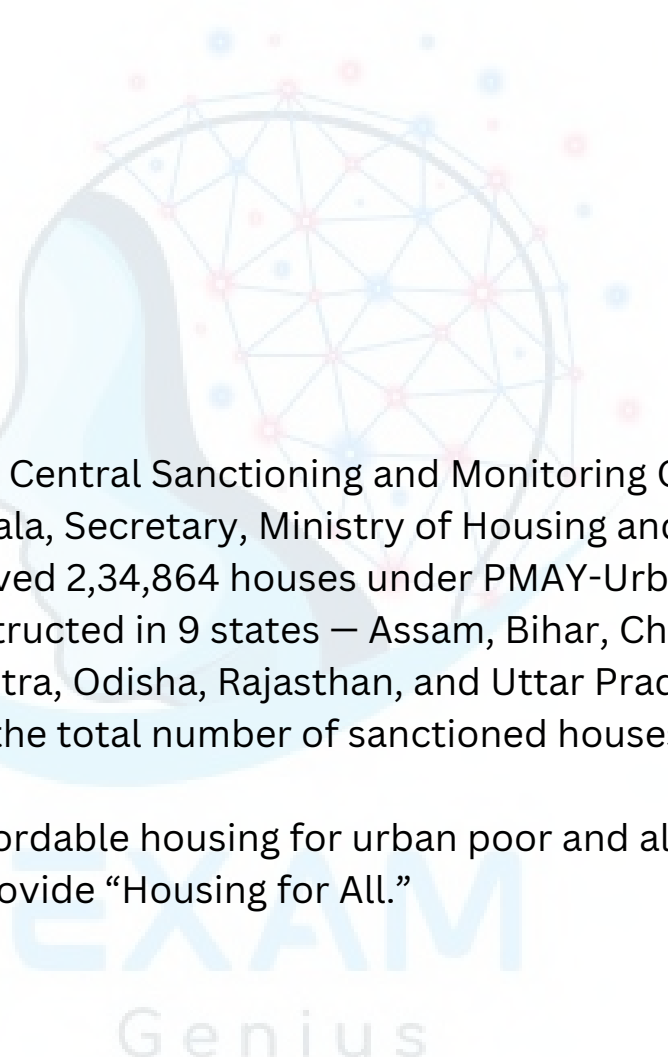 Central Sanctioning and Monitoring C
ala, Secretary, Ministry of Housing and
ved 2,34,864 houses under PMAY-Urb
tructed in 9 states — Assam, Bihar, Ch
tra, Odisha, Rajasthan, and Uttar Prad
the total number of sanctioned houses
ordable housing for urban poor and al
ovide “Housing for All.”
EXAM
Genius